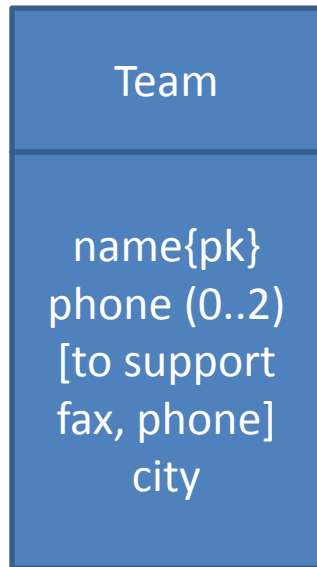 Team
name{pk}
phone (0..2)
[to support
fax, phone]
city